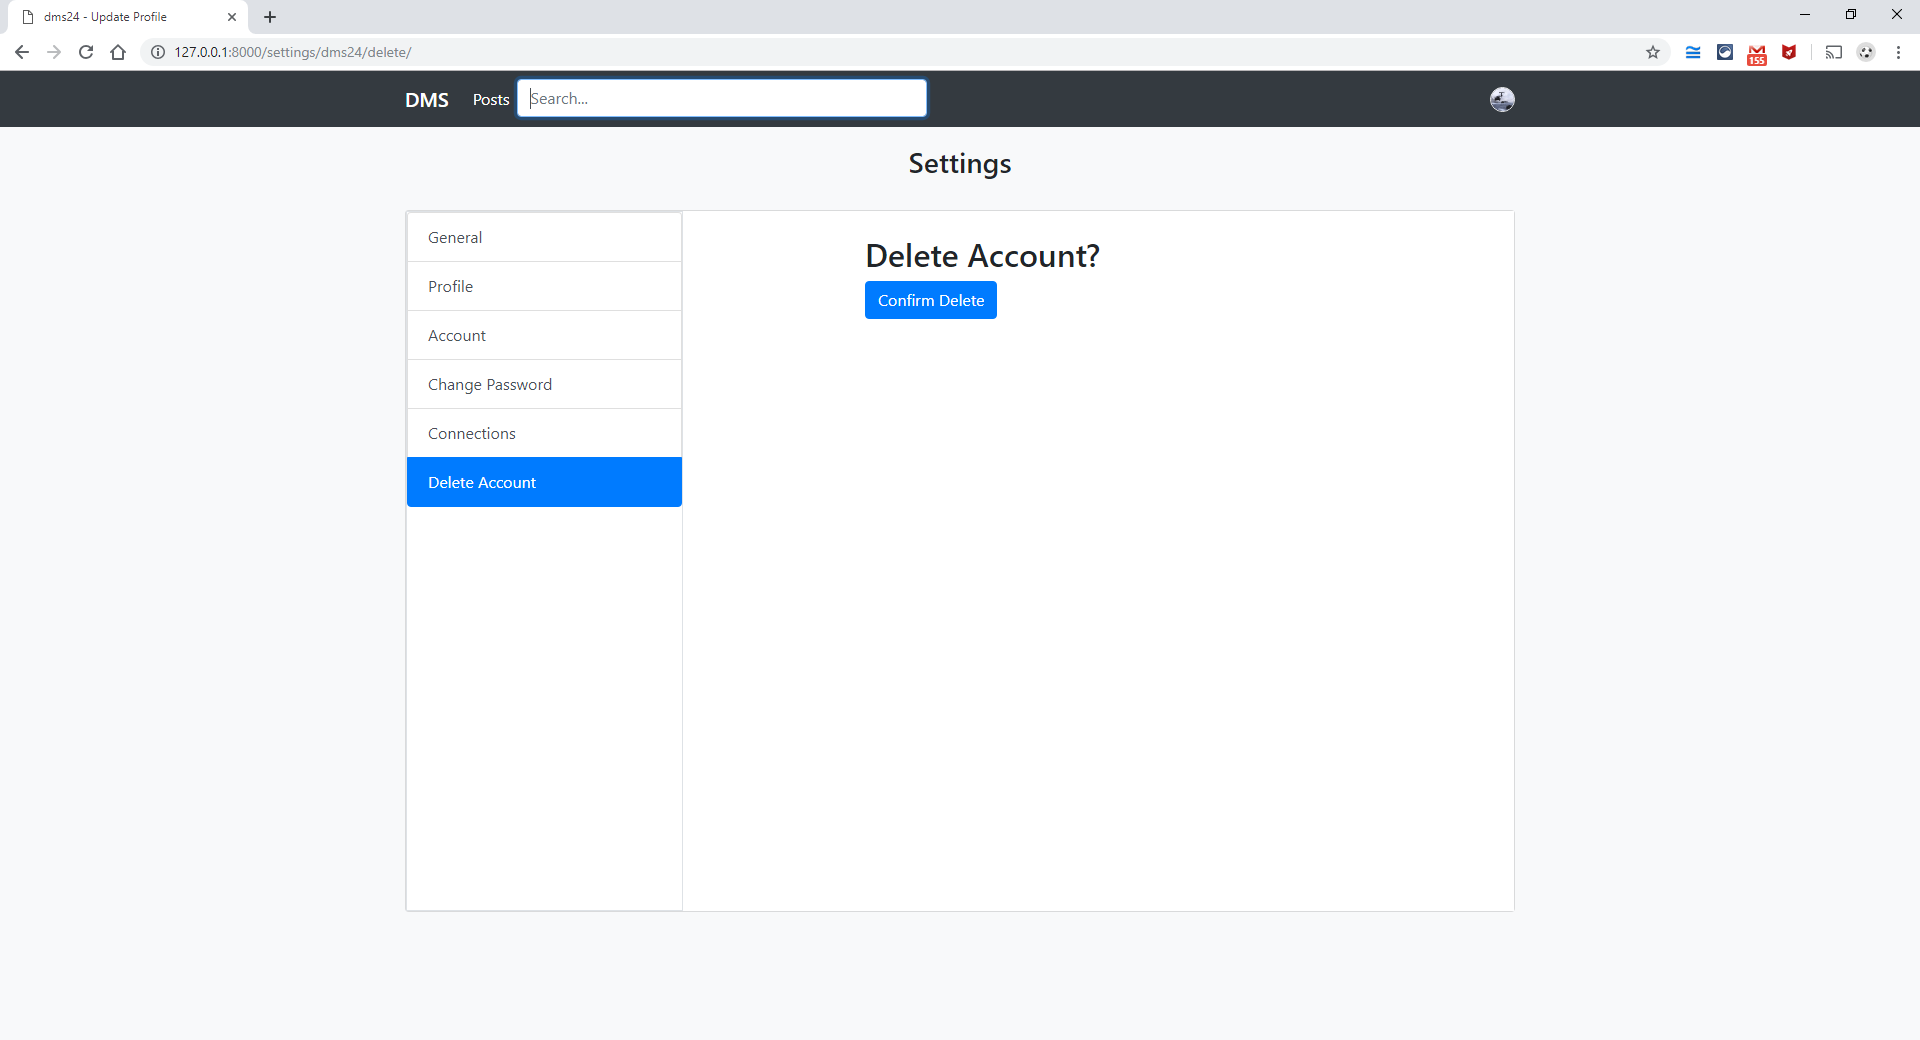 dms24 - Update Profile
127.0.0.1:8000/settings/dms24/delete/
155
DMS Posts Search...
Settings
General
Profile
Account
Change Password
Connections
Delete Account
Delete Account?
Confirm Delete